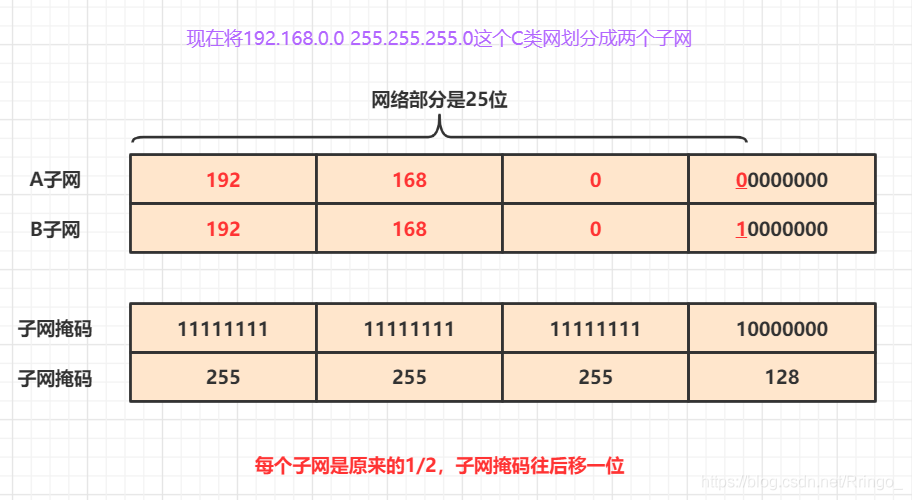 现在将192.168.0.0 255.255.255.0这个C类网划分成两个子网
网络部分是25位
A子网 192 168 0 00000000
B子网 192 168 0 10000000
子网掩码 11111111 11111111 11111111 10000000
子网掩码 255 255 255 128
每个子网是原来的1/2，子网掩码往后移一位
https://blog.csdn.net/Rringo_